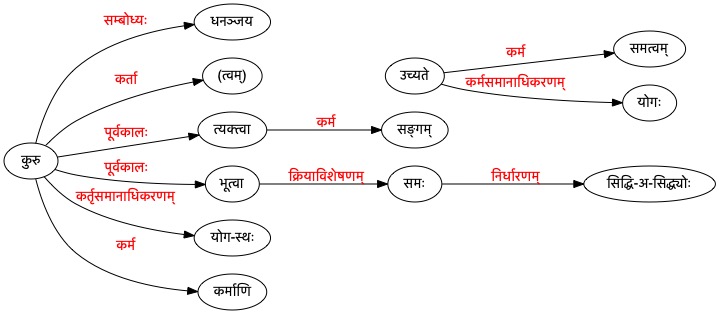 सम्बोध्यः
धनञ्जय
कर्ता
(त्वम्)
उच्यते
कर्म
समत्वम्
कर्मसमानाधिकरणम्
योगः
कुरु
पूर्वकालः
त्यक्त्वा
कर्म
सङ्गम्
पूर्वकालः
भूत्वा
क्रियाविशेषणम्
समः
निर्धारणम्
सिद्धि-अ-सिद्ध्योः
कर्तृसमानाधिकरणम्
योग-स्थः
कर्म
कर्माणि